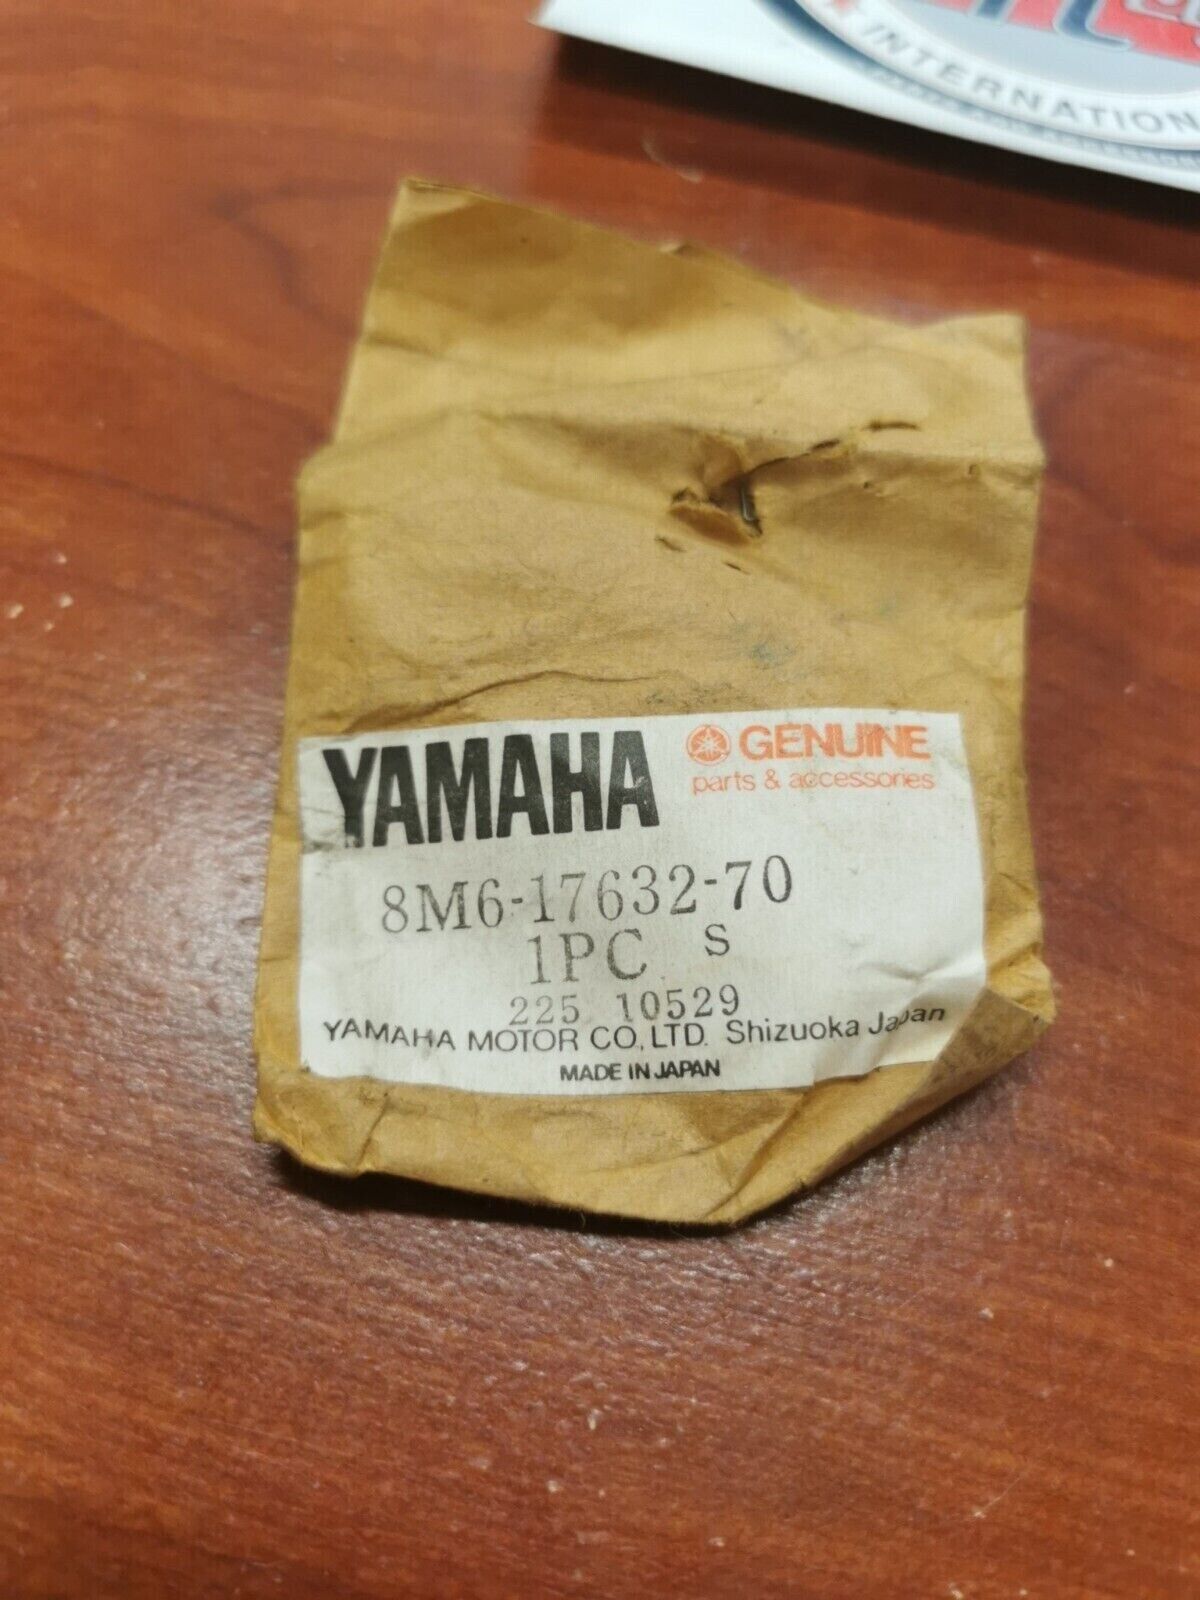 INTERNATION
YAMAHA
GENUINE
parts & accessories
8M6-17632-70
1PC S
225 10529
YAMAHA MOTOR CO., LTD. Shizuoka Japan
MADE IN JAPAN